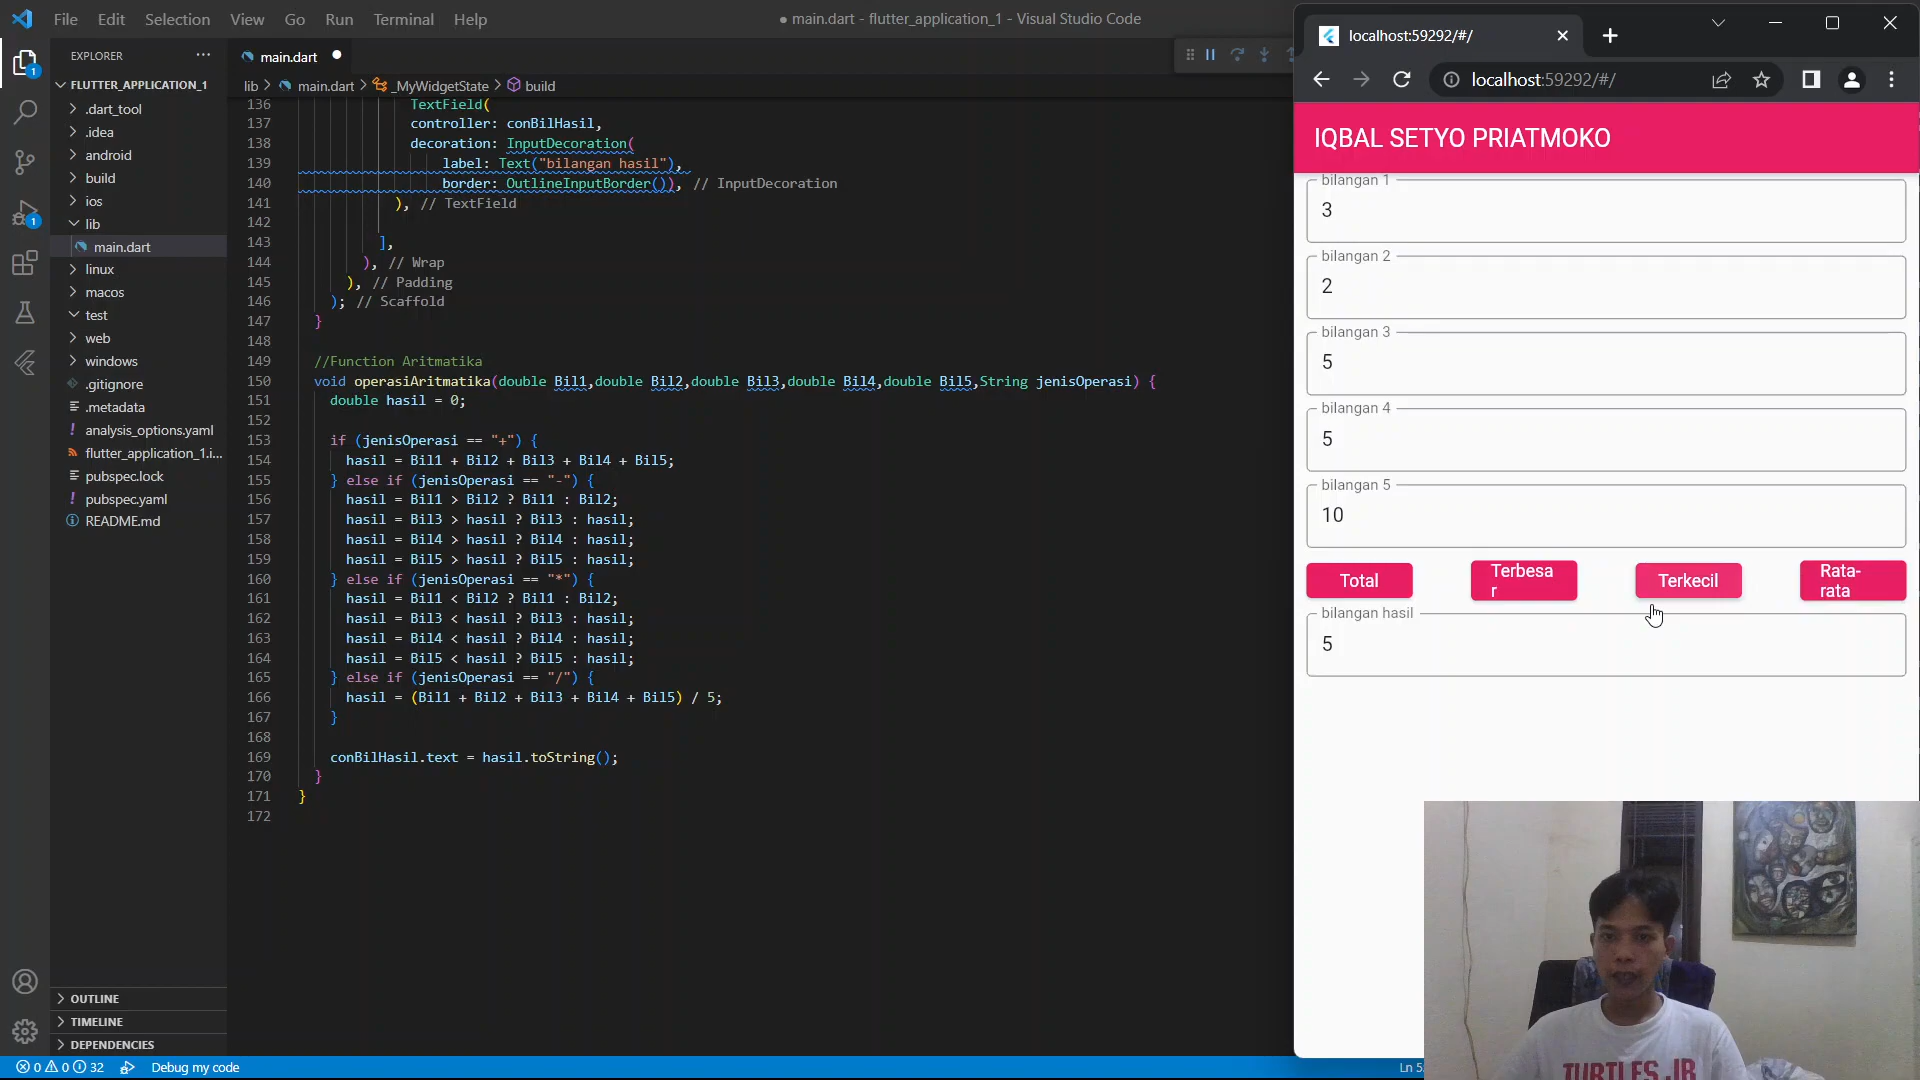 File Edit Selection View Go Run Terminal Help
● main.dart - flutter_application_1 - Visual Studio Code
EXPLORER
FLUTTER_APPLICATION_1
.dart_tool
.idea
android
build
ios
lib
main.dart
linux
macos
test
web
windows
.gitignore
.metadata
analysis_options.yaml
flutter_application_1.i...
pubspec.lock
pubspec.yaml
README.md
OUTLINE
TIMELINE
DEPENDENCIES
1
1
main.dart
lib > main.dart > _MyWidgetState > build
136 TextField(
137 controller: conBilHasil,
138 decoration: InputDecoration(
139 label: Text("bilangan hasil"),
140 border: OutlineInputBorder()), // InputDecoration
141 ), // TextField
142
143 ],
144 ), // Wrap
145 ), // Padding
146 ); // Scaffold
147 }
148
149 //Function Aritmatika
150 void operasiAritmatika(double Bil1,double Bil2,double Bil3,double Bil4,double Bil5,String jenisOperasi) {
151 double hasil = 0;
152
153 if (jenisOperasi == "+") {
154 hasil = Bil1 + Bil2 + Bil3 + Bil4 + Bil5;
155 } else if (jenisOperasi == "-") {
156 hasil = Bil1 > Bil2 ? Bil1 : Bil2;
157 hasil = Bil3 > hasil ? Bil3 : hasil;
158 hasil = Bil4 > hasil ? Bil4 : hasil;
159 hasil = Bil5 > hasil ? Bil5 : hasil;
160 } else if (jenisOperasi == "*") {
161 hasil = Bil1 < Bil2 ? Bil1 : Bil2;
162 hasil = Bil3 < hasil ? Bil3 : hasil;
163 hasil = Bil4 < hasil ? Bil4 : hasil;
164 hasil = Bil5 < hasil ? Bil5 : hasil;
165 } else if (jenisOperasi == "/") {
166 hasil = (Bil1 + Bil2 + Bil3 + Bil4 + Bil5) / 5;
167 }
168
169 conBilHasil.text = hasil.toString();
170 }
171 }
172
0 0 32 Debug my code
Ln 5
localhost:59292/#/
localhost:59292/#/
IQBAL SETYO PRIATMOKO
bilangan 1
3
bilangan 2
2
bilangan 3
5
bilangan 4
5
bilangan 5
10
Total
Terbesa
r
Terkecil
Rata-
rata
bilangan hasil
5
TURTLES.JR